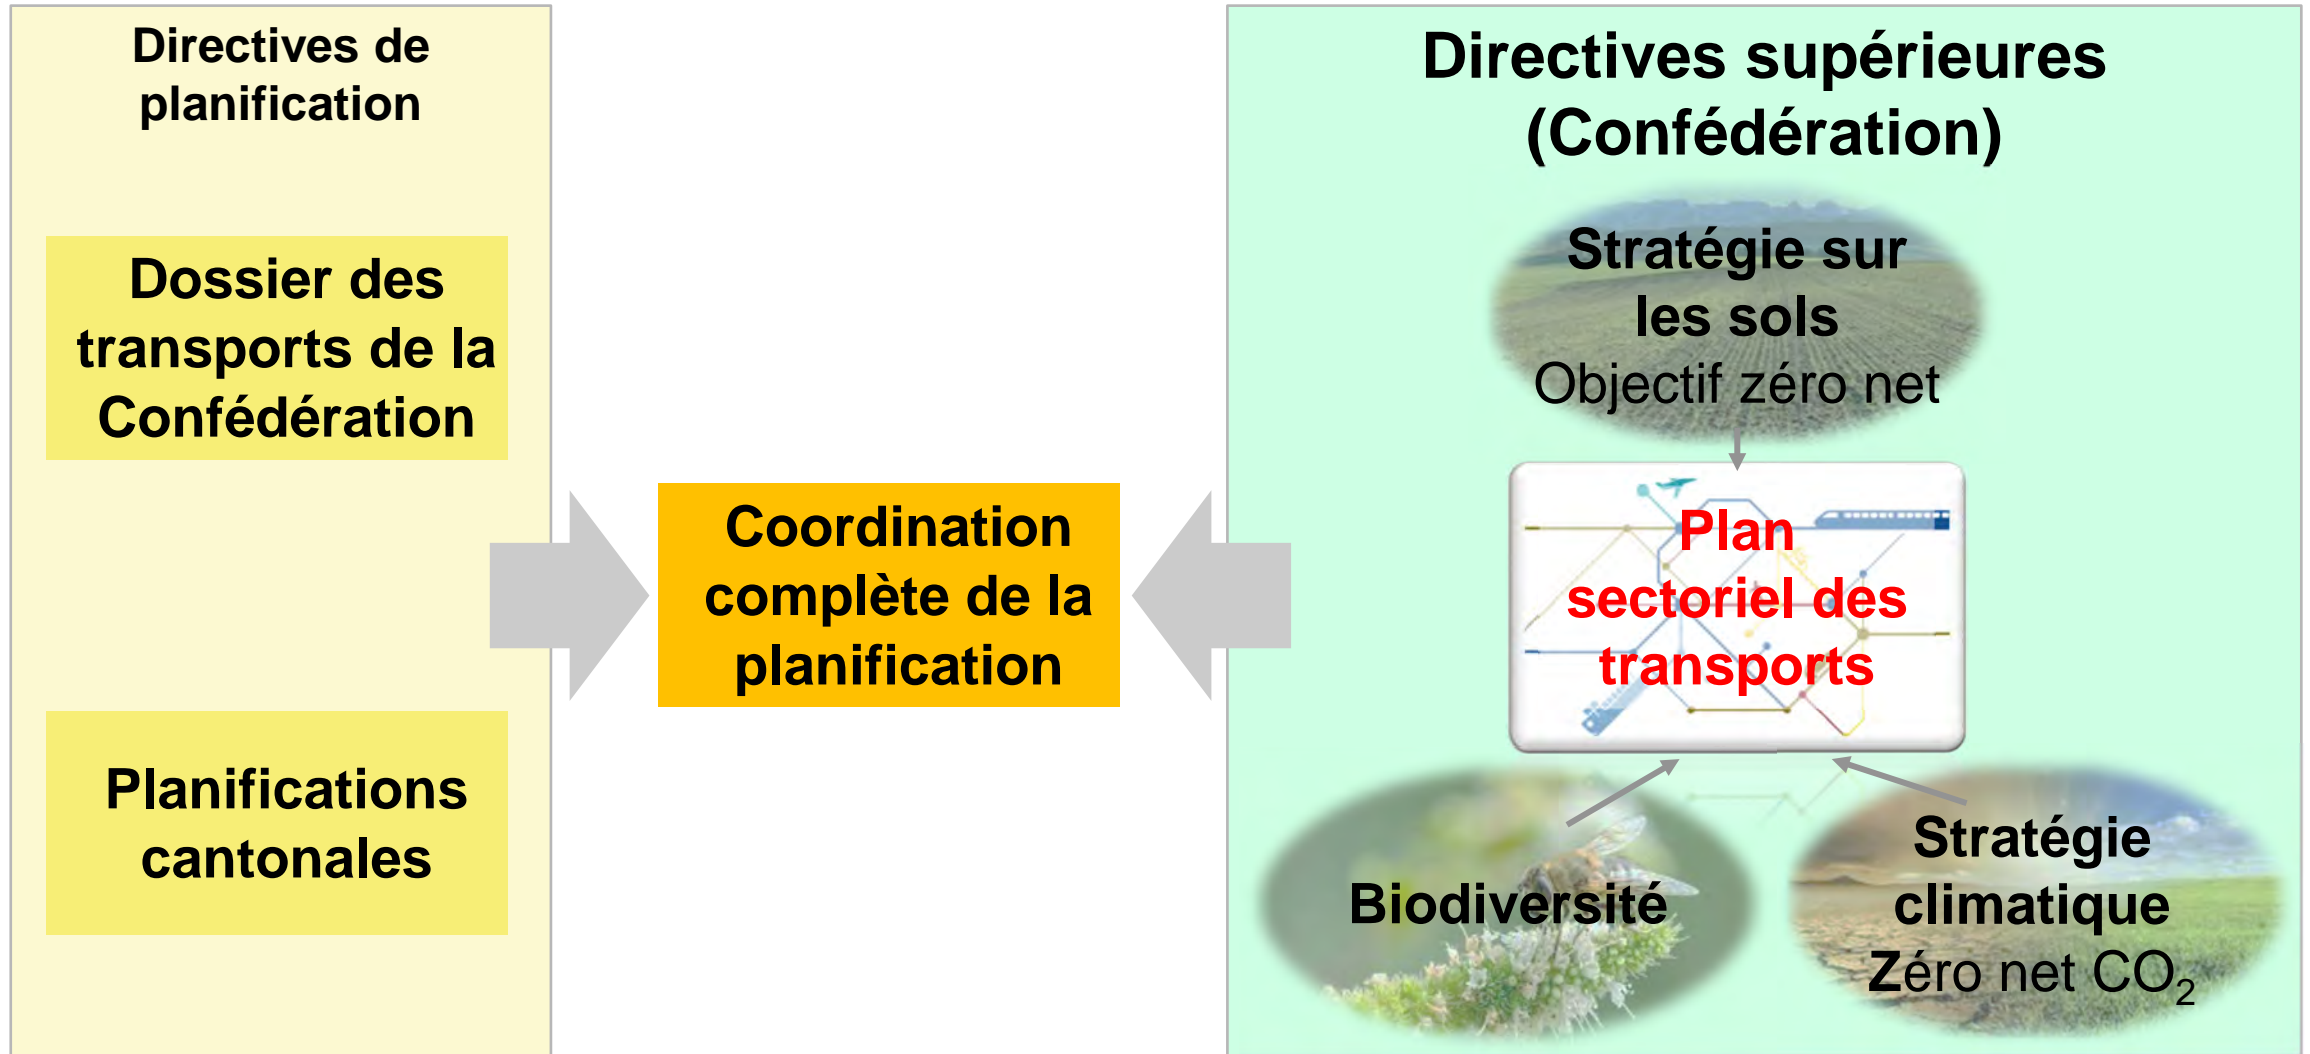 Directives de
planification
Dossier des
transports de la
Confédération
Planifications
cantonales
Coordination
complète de la
planification
Directives supérieures
(Confédération)
Stratégie sur
les sols
Objectif zéro net
Plan
sectoriel des
transports
Biodiversité
Stratégie
climatique
Zéro net CO₂